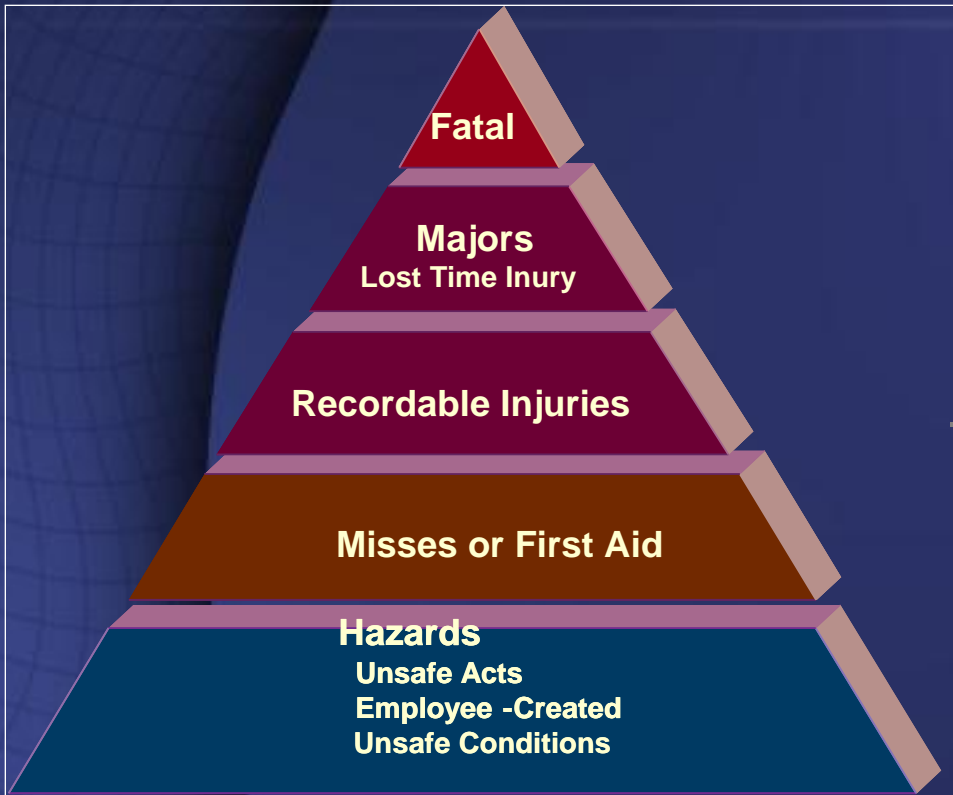 Fatal
Majors
Lost Time Inury
Recordable Injuries
Misses or First Aid
Hazards
Unsafe Acts
Employee -Created
Unsafe Conditions